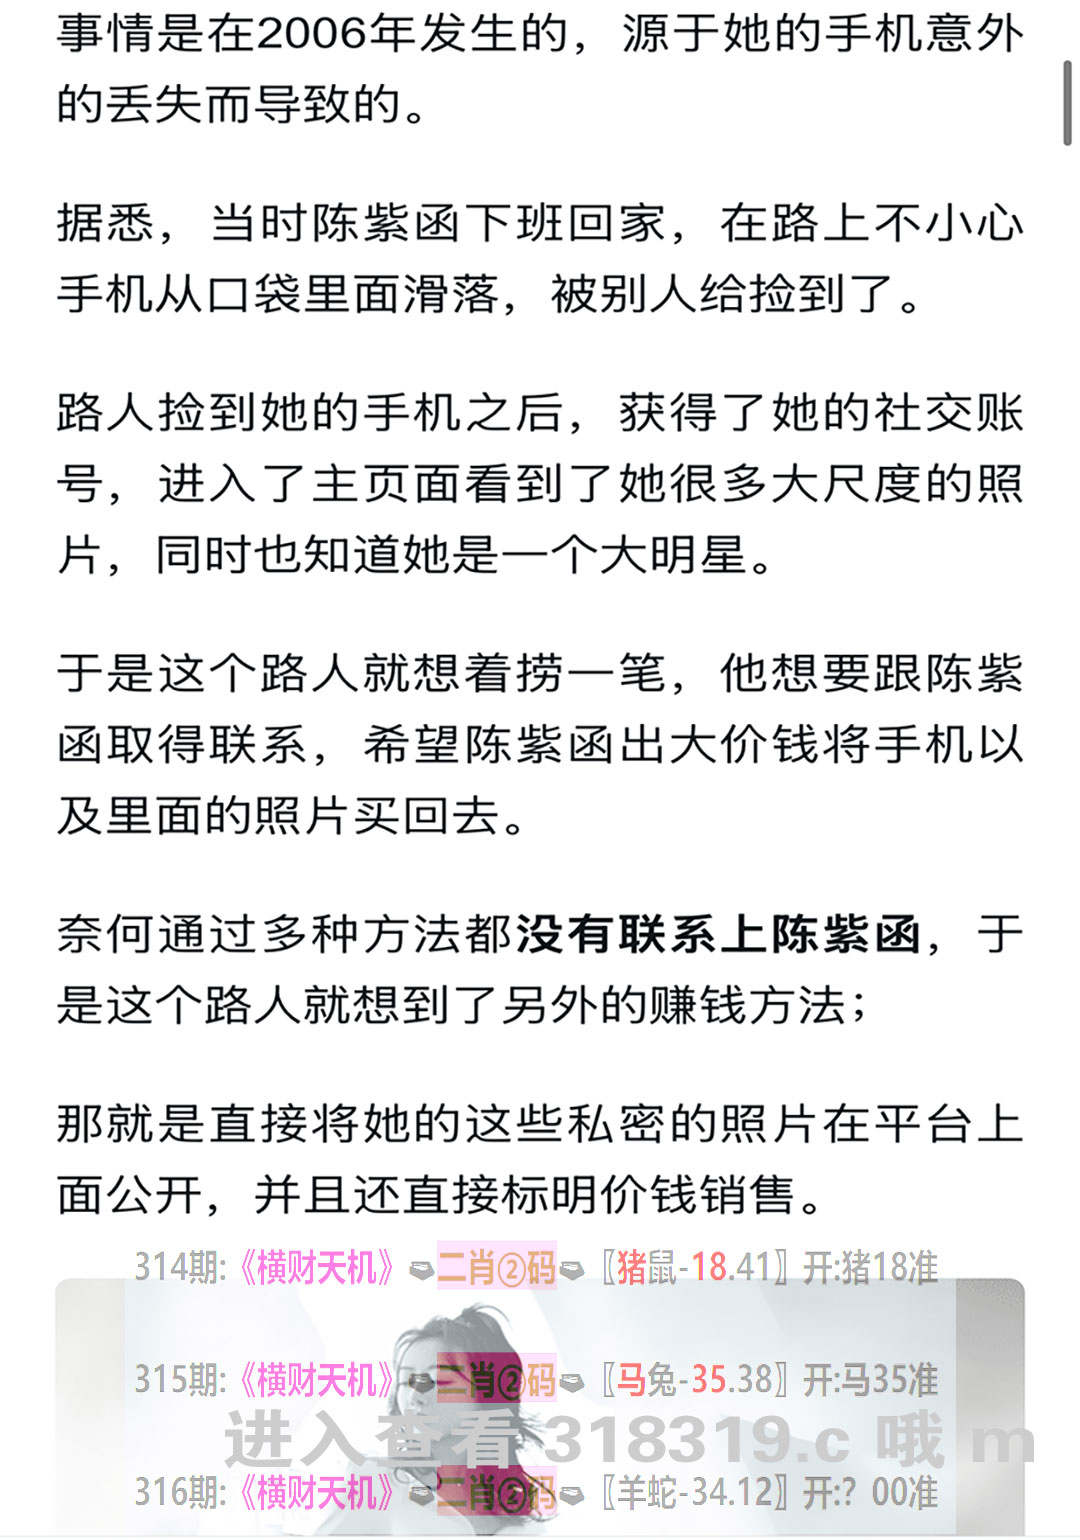 事情是在2006年发生的，源于她的手机意外
的丢失而导致的。
据悉，当时陈紫函下班回家，在路上不小心
手机从口袋里面滑落，被别人给捡到了。
路人捡到她的手机之后，获得了她的社交账
号，进入了主页面看到了她很多大尺度的照
片，同时也知道她是一个大明星。
于是这个路人就想着捞一笔，他想要跟陈紫
函取得联系，希望陈紫函出大价钱将手机以
及里面的照片买回去。
奈何通过多种方法都没有联系上陈紫函，于
是这个路人就想到了另外的赚钱方法；
那就是直接将她的这些私密的照片在平台上
面公开，并且还直接标明价钱销售。
314期:《横财天机》二肖②码〖猪鼠-18.41〗开:猪18准
315期:《横财天机》二肖②码〖马兔-35.38〗开:马35准
进入查看 318319.c 哦 m
316期:《横财天机》二肖②码〖羊蛇-34.12〗开:? 00准